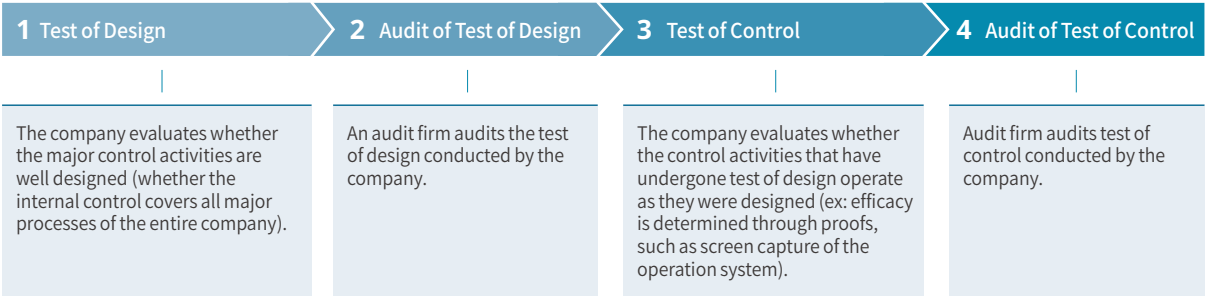 1 Test of Design
2 Audit of Test of Design
3 Test of Control
4 Audit of Test of Control
The company evaluates whether
the major control activities are
well designed (whether the
internal control covers all major
processes of the entire company).
An audit firm audits the test
of design conducted by the
company.
The company evaluates whether
the control activities that have
undergone test of design operate
as they were designed (ex: efficacy
is determined through proofs,
such as screen capture of the
operation system).
Audit firm audits test of
control conducted by the
company.